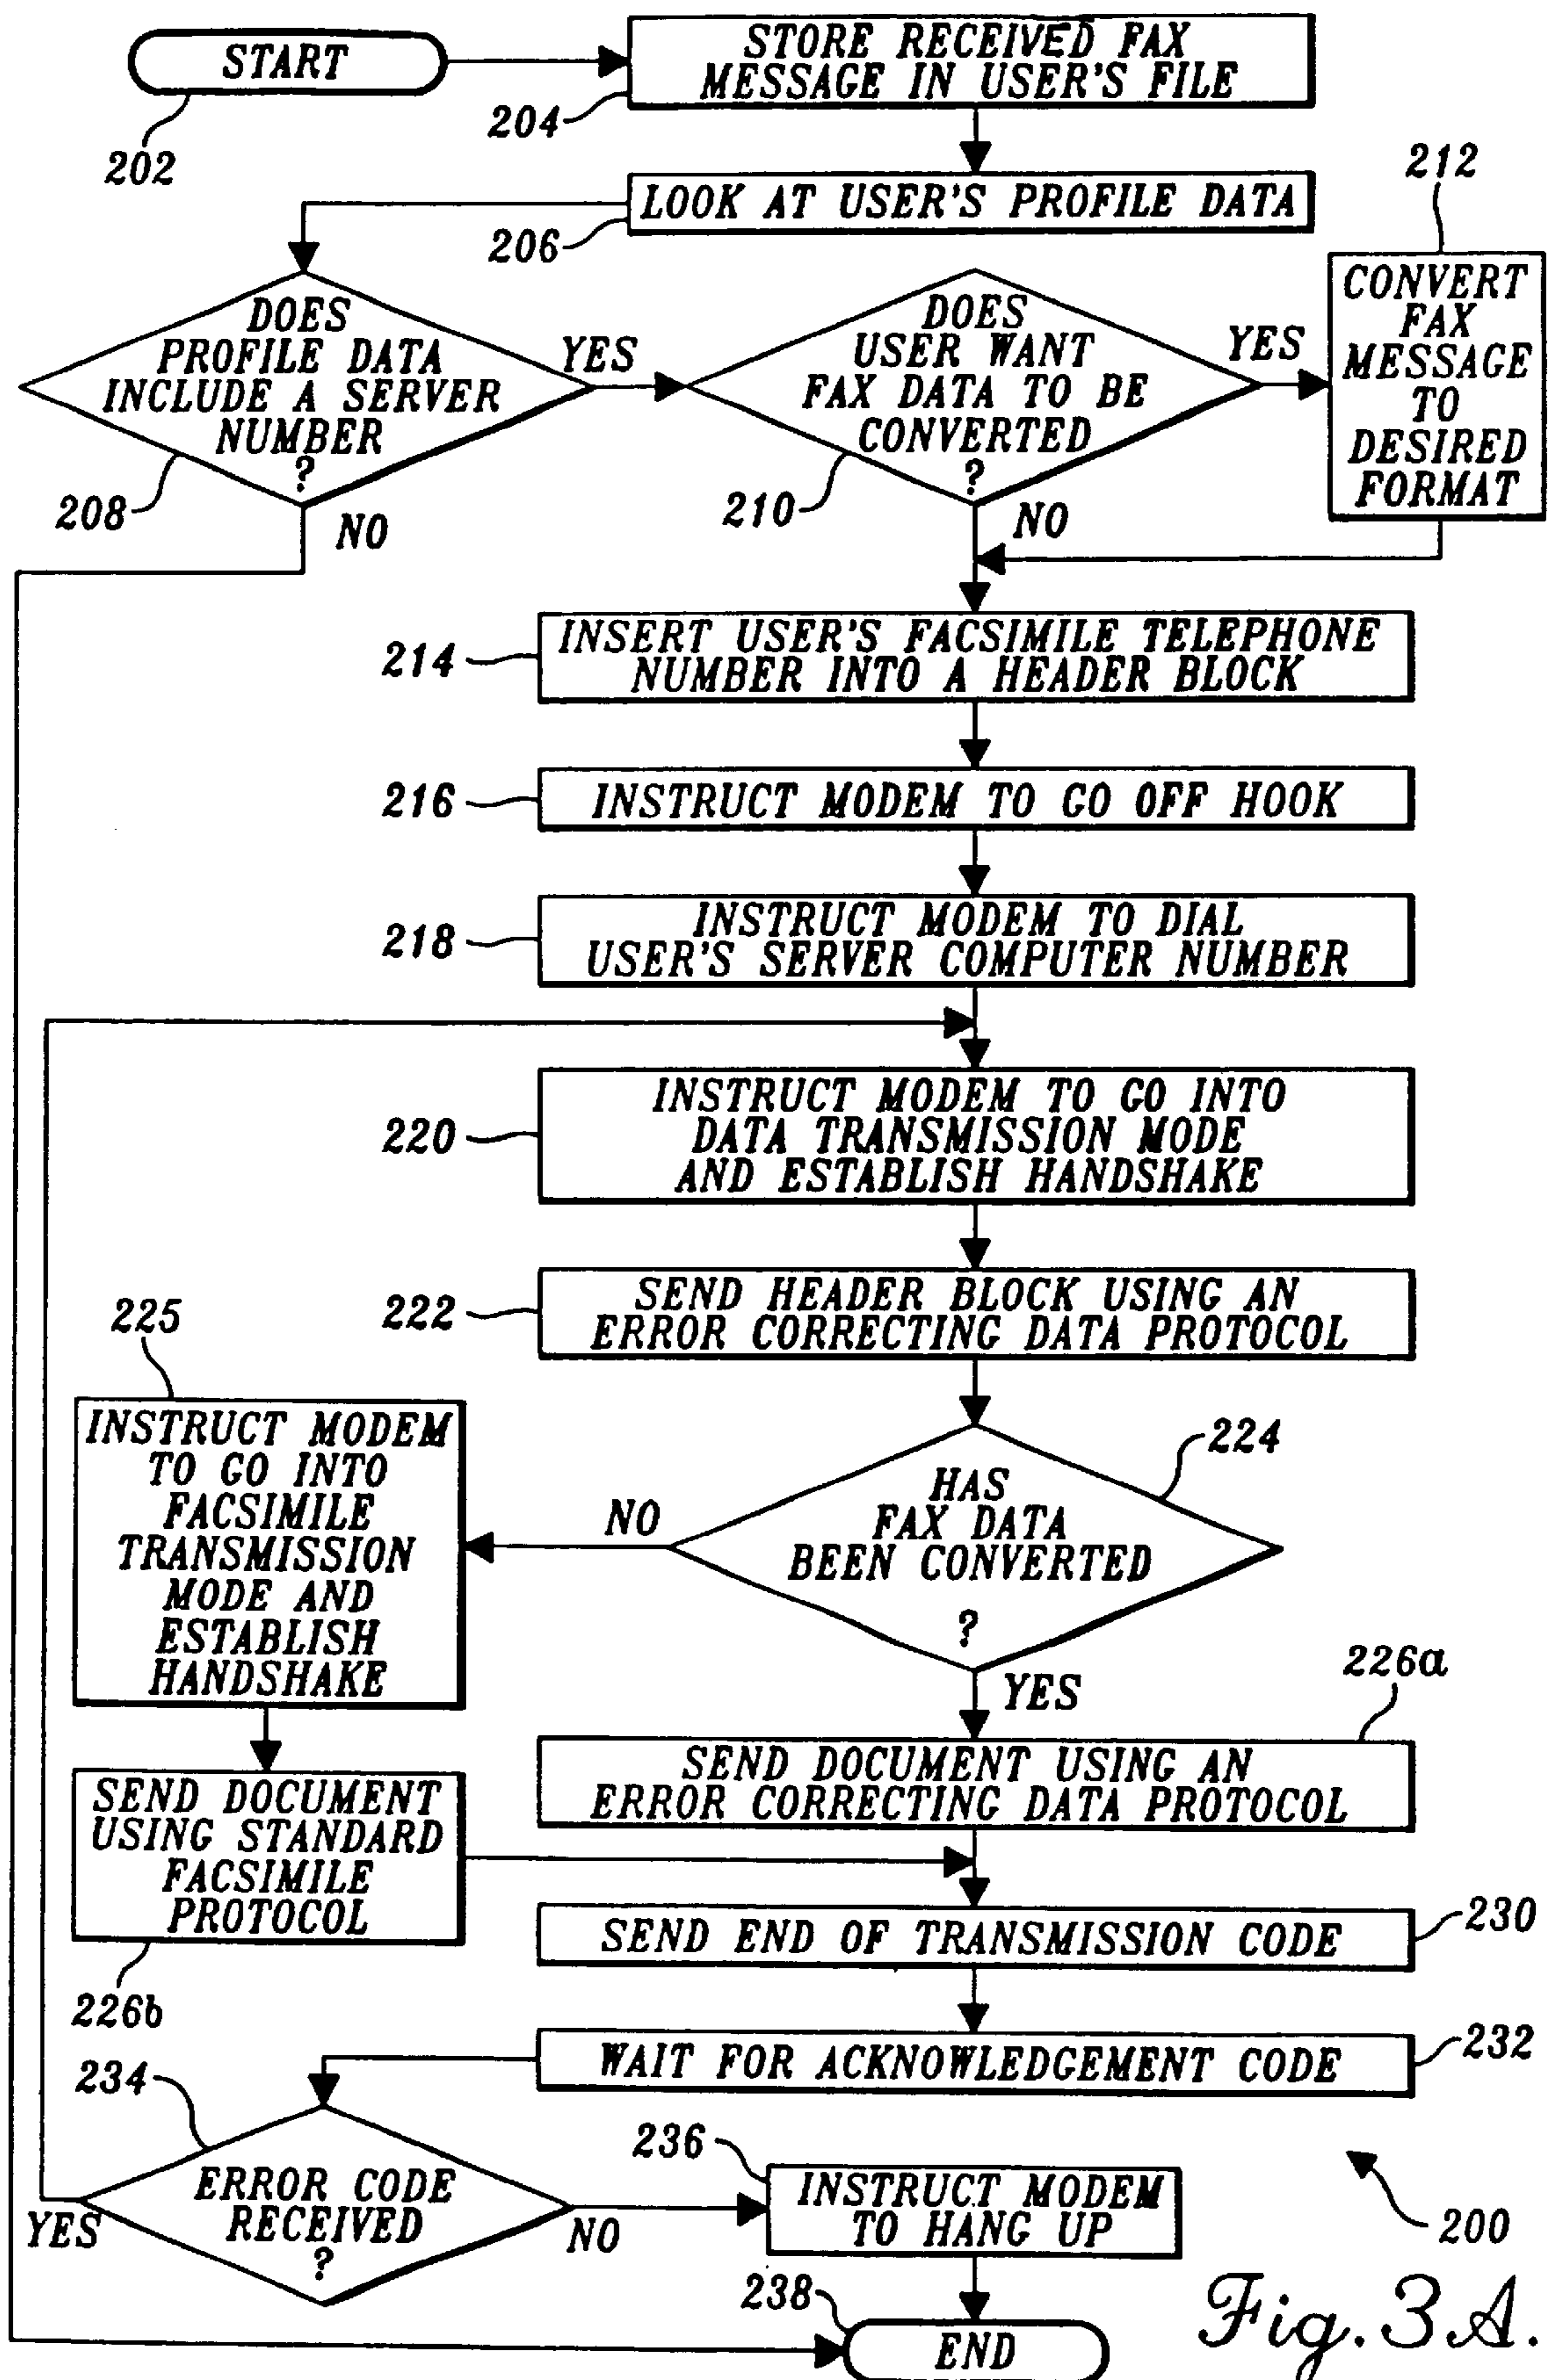 START
202
STORE RECEIVED FAX
MESSAGE IN USER'S FILE
204
LOOK AT USER'S PROFILE DATA
206
DOES
PROFILE DATA
INCLUDE A SERVER
NUMBER
?
208
YES
NO
DOES
USER WANT
FAX DATA TO BE
CONVERTED
?
210
YES
NO
212
CONVERT
FAX
MESSAGE
TO
DESIRED
FORMAT
214
INSERT USER'S FACSIMILE TELEPHONE
NUMBER INTO A HEADER BLOCK
216
INSTRUCT MODEM TO GO OFF HOOK
218
INSTRUCT MODEM TO DIAL
USER'S SERVER COMPUTER NUMBER
220
INSTRUCT MODEM TO GO INTO
DATA TRANSMISSION MODE
AND ESTABLISH HANDSHAKE
222
SEND HEADER BLOCK USING AN
ERROR CORRECTING DATA PROTOCOL
224
HAS
FAX DATA
BEEN CONVERTED
?
NO
YES
225
INSTRUCT MODEM
TO GO INTO
FACSIMILE
TRANSMISSION
MODE AND
ESTABLISH
HANDSHAKE
226a
SEND DOCUMENT USING AN
ERROR CORRECTING DATA PROTOCOL
SEND DOCUMENT
USING STANDARD
FACSIMILE
PROTOCOL
226b
SEND END OF TRANSMISSION CODE
230
WAIT FOR ACKNOWLEDGEMENT CODE
232
234
ERROR CODE
RECEIVED
?
YES
NO
236
INSTRUCT MODEM
TO HANG UP
200
238
END
Fig. 3A.